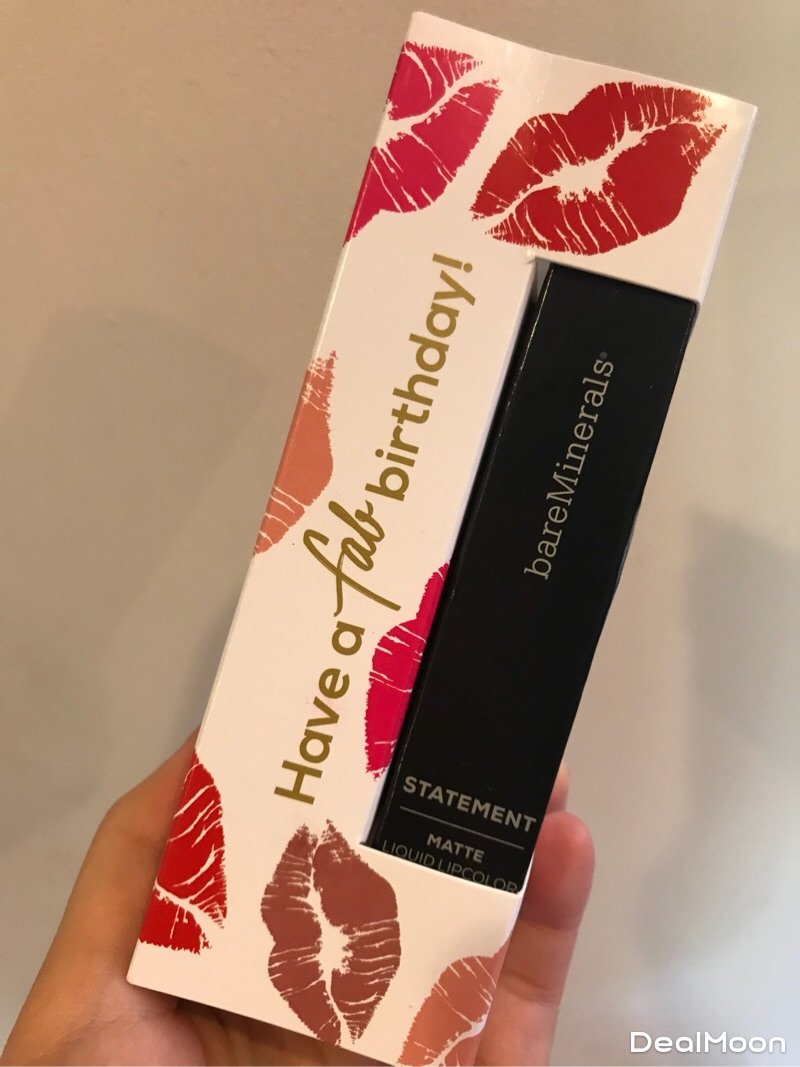 Have a fab birthday!
bareMinerals®
STATEMENT
MATTE
LIQUID LIPCOLOR
DealMoon